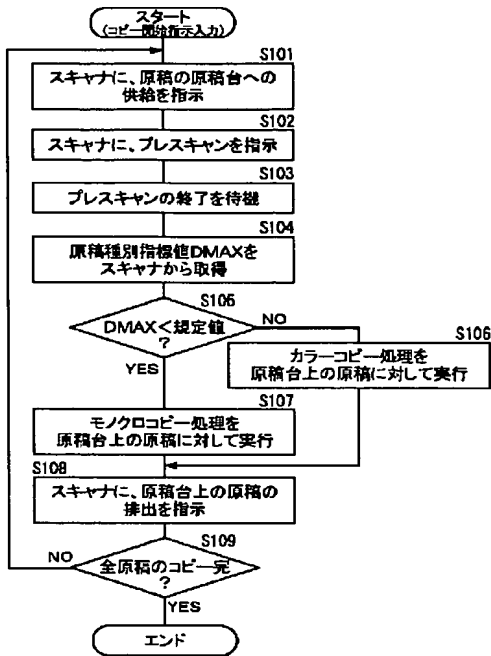 スタート
(コピー開始指示入力)
S101
スキャナに、原稿の原稿台への
供給を指示
S102
スキャナに、プレスキャンを指示
S103
プレスキャンの終了を待機
S104
原稿種別指標値DMAXを
スキャナから取得
S105
DMAX<規定値
?
NO
YES
S106
カラーコピー処理を
原稿台上の原稿に対して実行
S107
モノクロコピー処理を
原稿台上の原稿に対して実行
S108
スキャナに、原稿台上の原稿の
排出を指示
S109
全原稿のコピー完
?
NO
YES
エンド